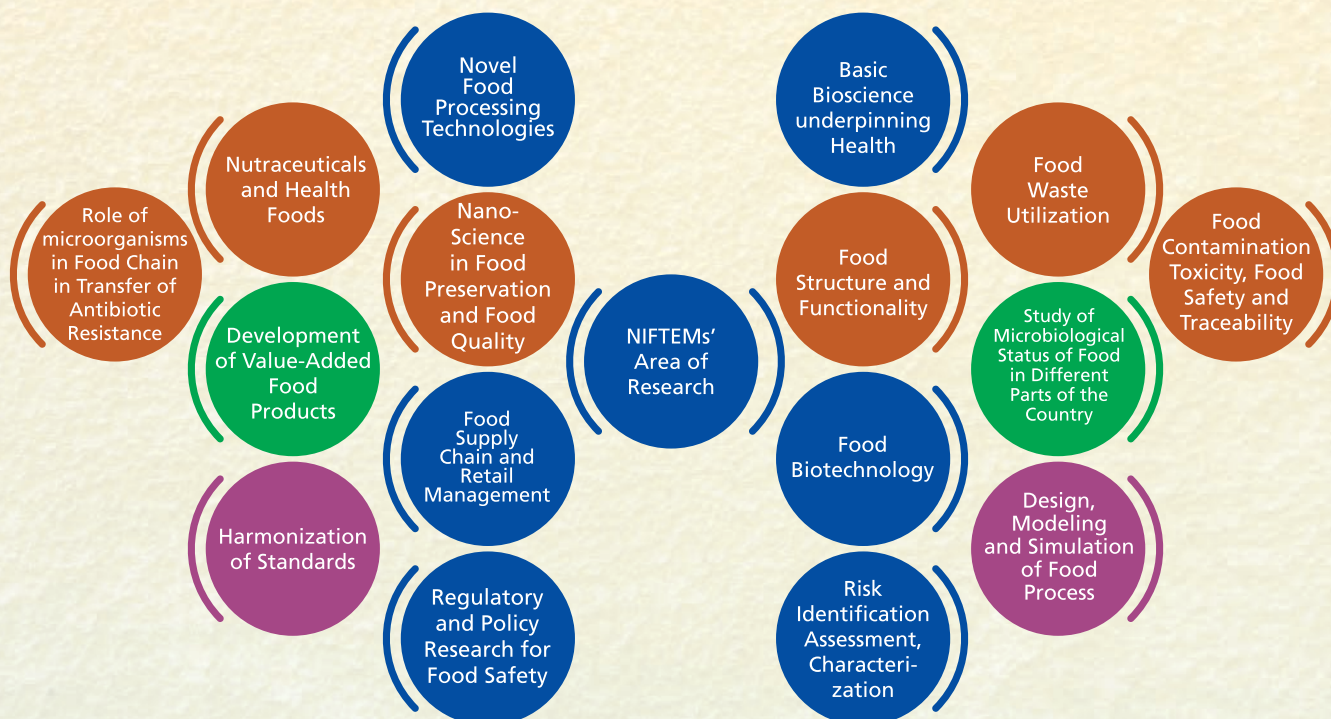 Novel
Food
Processing
Technologies
Basic
Bioscience
underpinning
Health
Nutraceuticals
and Health
Foods
Food
Waste
Utilization
Role of
microorganisms
in Food Chain
in Transfer of
Antibiotic
Resistance
Nano-
Science
in Food
Preservation
and Food
Quality
Food
Structure and
Functionality
Food
Contamination
Toxicity, Food
Safety and
Traceability
Development
of Value-Added
Food
Products
NIFTEMs’
Area of
Research
Study of
Microbiological
Status of Food
in Different
Parts of the
Country
Food
Supply
Chain and
Retail
Management
Food
Biotechnology
Harmonization
of Standards
Design,
Modeling
and Simulation
of Food
Process
Regulatory
and Policy
Research for
Food Safety
Risk
Identification
Assessment,
Characteri-
zation